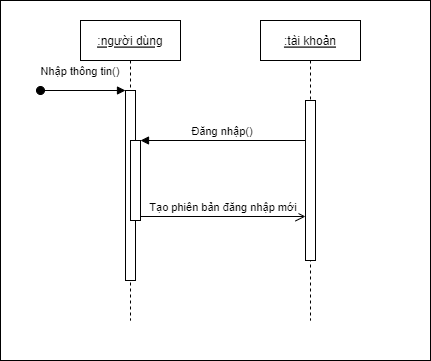 :người dùng
:tài khoản
Nhập thông tin()
Đăng nhập()
Tạo phiên bản đăng nhập mới